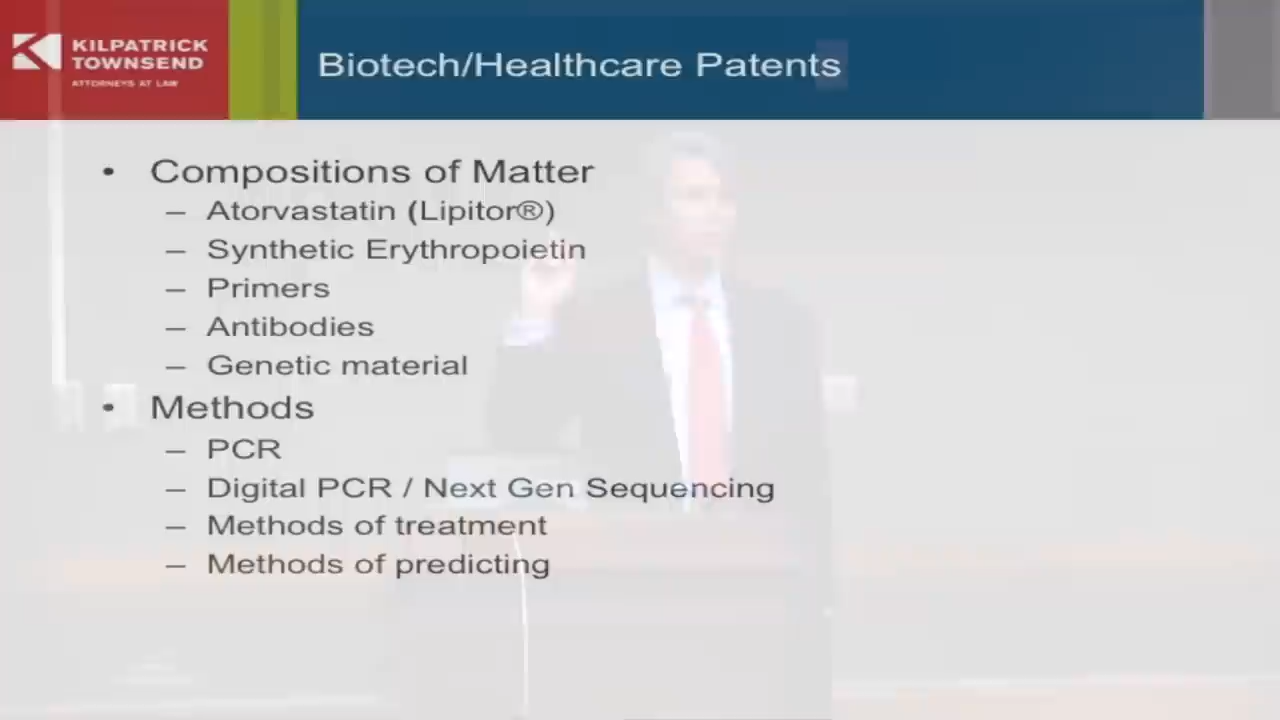 KILPATRICK
TOWNSEND
ATTORNEYS AT LAW
Biotech/Healthcare Patents
• Compositions of Matter
– Atorvastatin (Lipitor®)
– Synthetic Erythropoietin
– Primers
– Antibodies
– Genetic material
• Methods
– PCR
– Digital PCR / Next Gen Sequencing
– Methods of treatment
– Methods of predicting